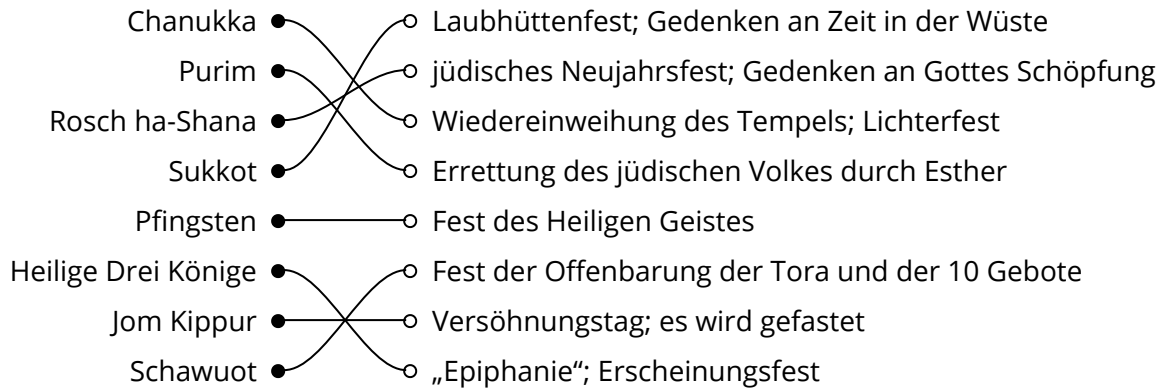 Chanukka Laubhüttenfest; Gedenken an Zeit in der Wüste
Purim jüdisches Neujahrsfest; Gedenken an Gottes Schöpfung
Rosch ha-Shana Wiedereinweihung des Tempels; Lichterfest
Sukkot Errettung des jüdischen Volkes durch Esther
Pfingsten Fest des Heiligen Geistes
Heilige Drei Könige Fest der Offenbarung der Tora und der 10 Gebote
Jom Kippur Versöhnungstag; es wird gefastet
Schawuot „Epiphanie“; Erscheinungsfest